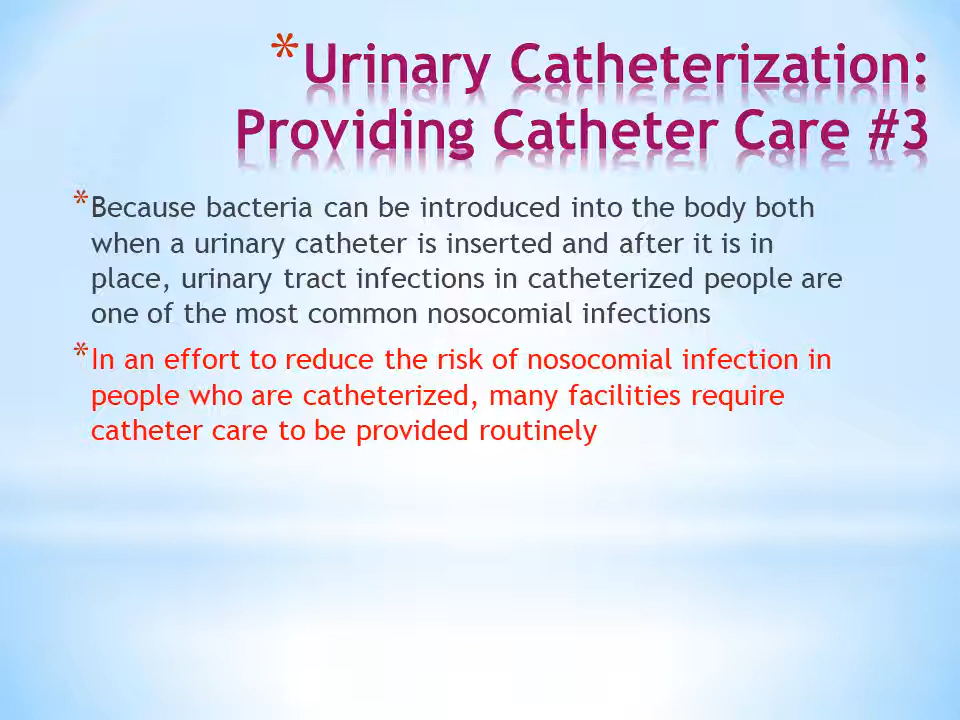 *Urinary Catheterization:
Providing Catheter Care #3
*Because bacteria can be introduced into the body both
when a urinary catheter is inserted and after it is in
place, urinary tract infections in catheterized people are
one of the most common nosocomial infections
*In an effort to reduce the risk of nosocomial infection in
people who are catheterized, many facilities require
catheter care to be provided routinely